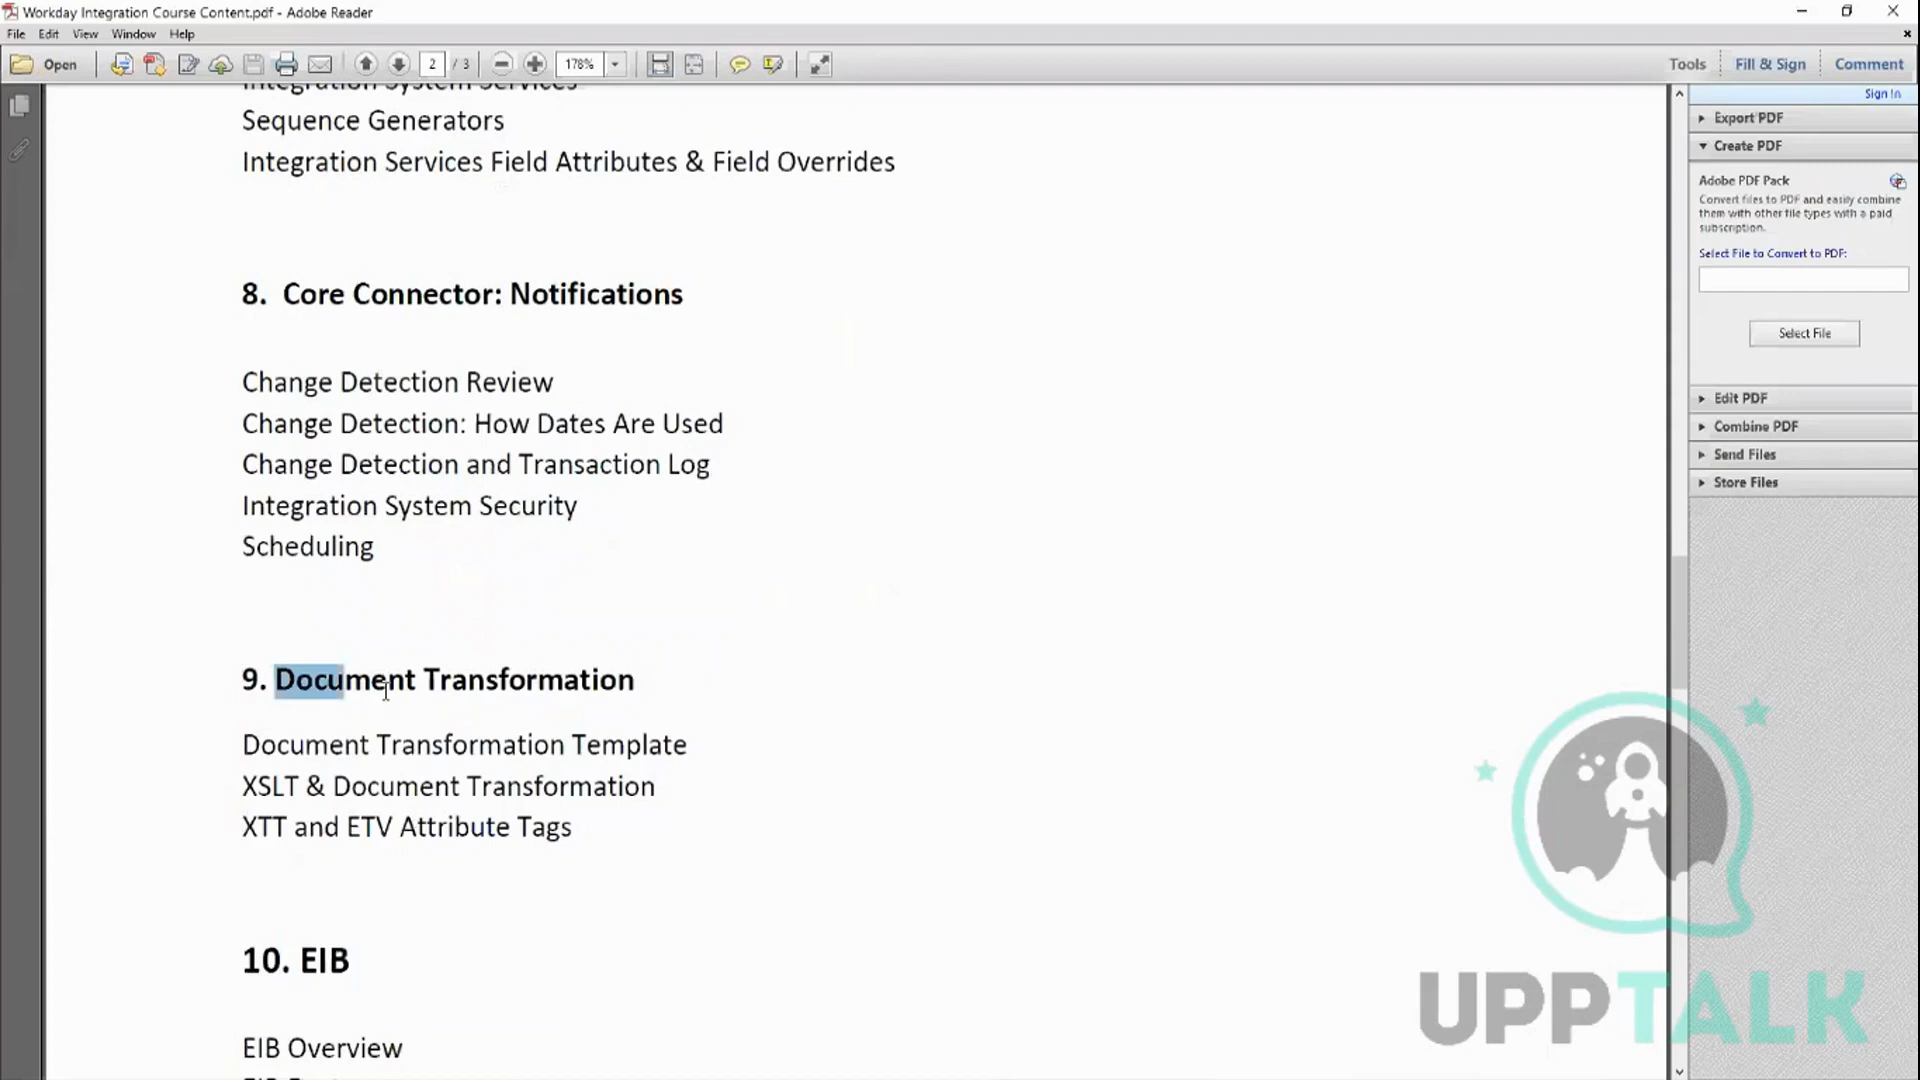 Workday Integration Course Content.pdf - Adobe Reader
File Edit View Window Help
Open 2 / 3 178% Tools Fill & Sign Comment
Sign In
Integration System Services
Sequence Generators
Integration Services Field Attributes & Field Overrides
8. Core Connector: Notifications
Change Detection Review
Change Detection: How Dates Are Used
Change Detection and Transaction Log
Integration System Security
Scheduling
9. Document Transformation
Document Transformation Template
XSLT & Document Transformation
XTT and ETV Attribute Tags
10. EIB
EIB Overview
Export PDF
Create PDF
Adobe PDF Pack
Convert files to PDF and easily combine
them with other file types with a paid
subscription.
Select File to Convert to PDF:
Select File
Edit PDF
Combine PDF
Send Files
Store Files
UPPTALK